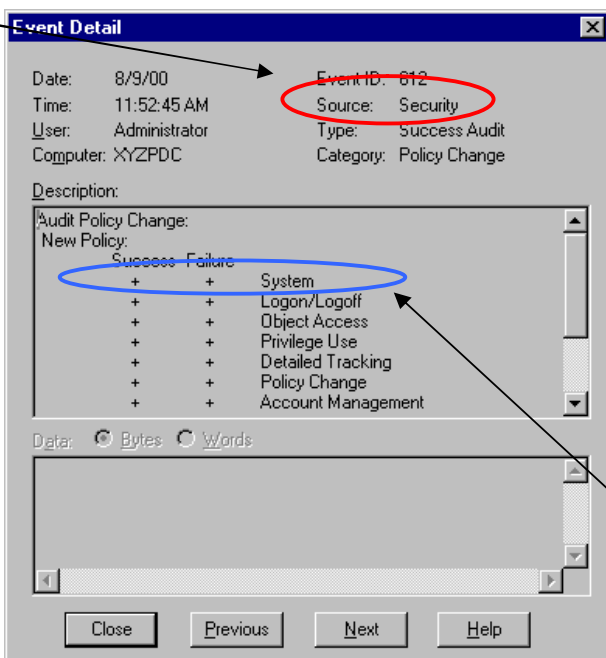 Event Detail
Date: 8/9/00 Event ID: 612
Time: 11:52:45 AM Source: Security
User: Administrator Type: Success Audit
Computer: XYZPDC Category: Policy Change
Description:
Audit Policy Change:
New Policy:
Success Failure
+ + System
+ + Logon/Logoff
+ + Object Access
+ + Privilege Use
+ + Detailed Tracking
+ + Policy Change
+ + Account Management
Data: Bytes Words
Close Previous Next Help